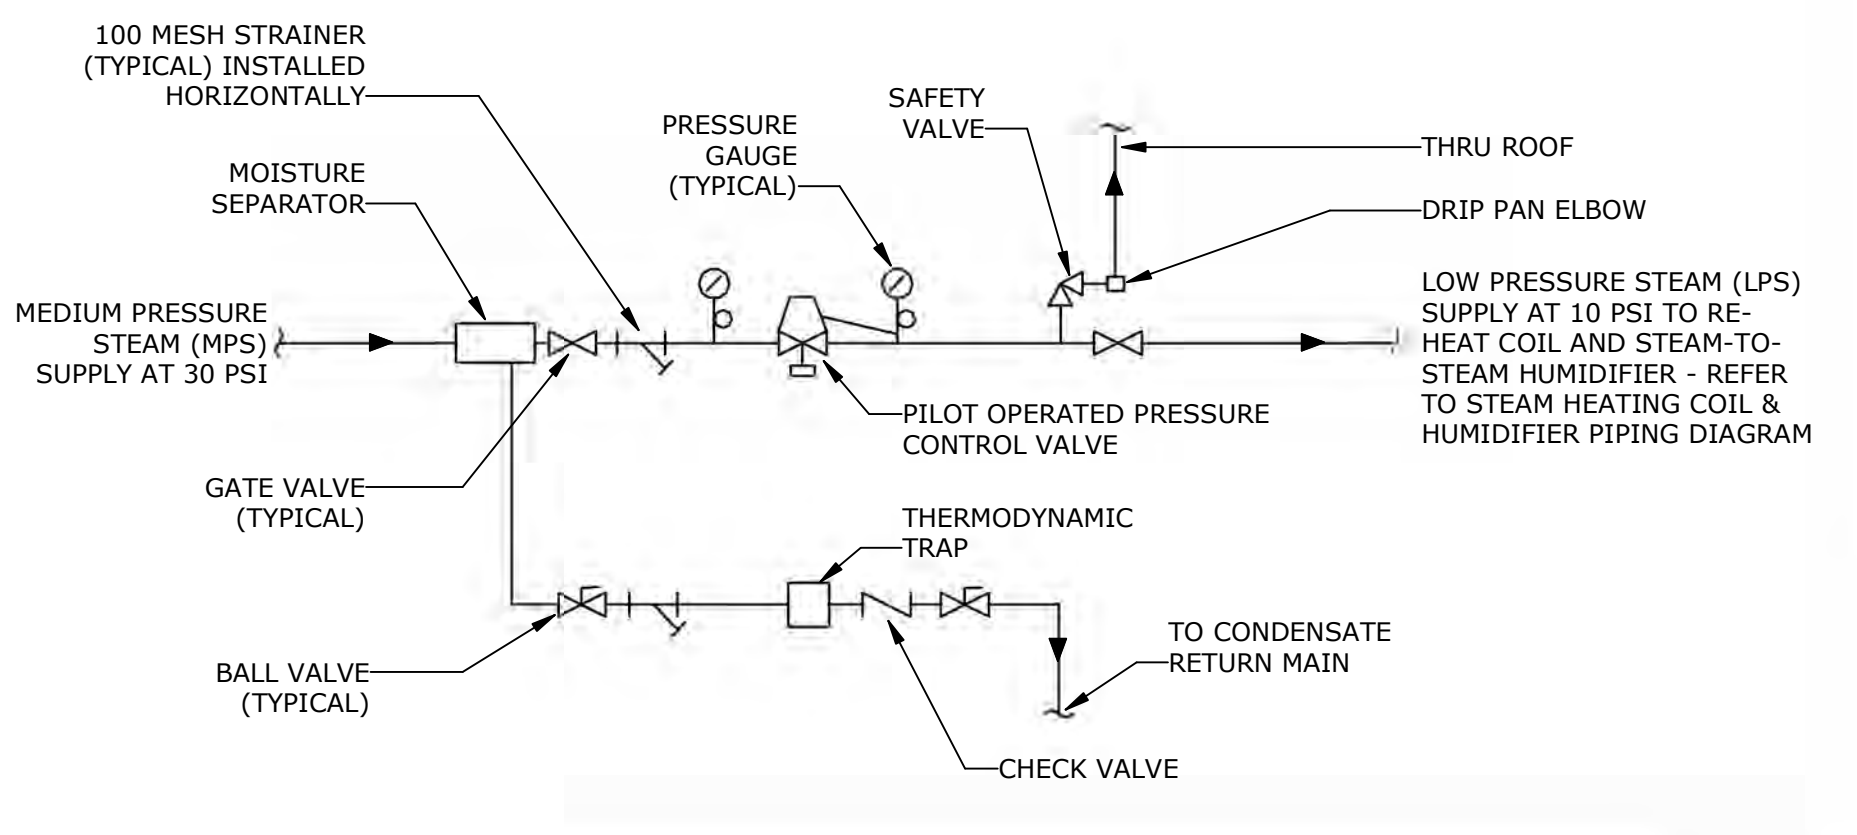 100 MESH STRAINER
(TYPICAL) INSTALLED
HORIZONTALLY
MOISTURE
SEPARATOR
MEDIUM PRESSURE
STEAM (MPS)
SUPPLY AT 30 PSI
GATE VALVE
(TYPICAL)
BALL VALVE
(TYPICAL)
PRESSURE
GAUGE
(TYPICAL)
SAFETY
VALVE
THRU ROOF
DRIP PAN ELBOW
LOW PRESSURE STEAM (LPS)
SUPPLY AT 10 PSI TO RE-
HEAT COIL AND STEAM-TO-
STEAM HUMIDIFIER - REFER
TO STEAM HEATING COIL &
HUMIDIFIER PIPING DIAGRAM
PILOT OPERATED PRESSURE
CONTROL VALVE
THERMODYNAMIC
TRAP
TO CONDENSATE
RETURN MAIN
CHECK VALVE